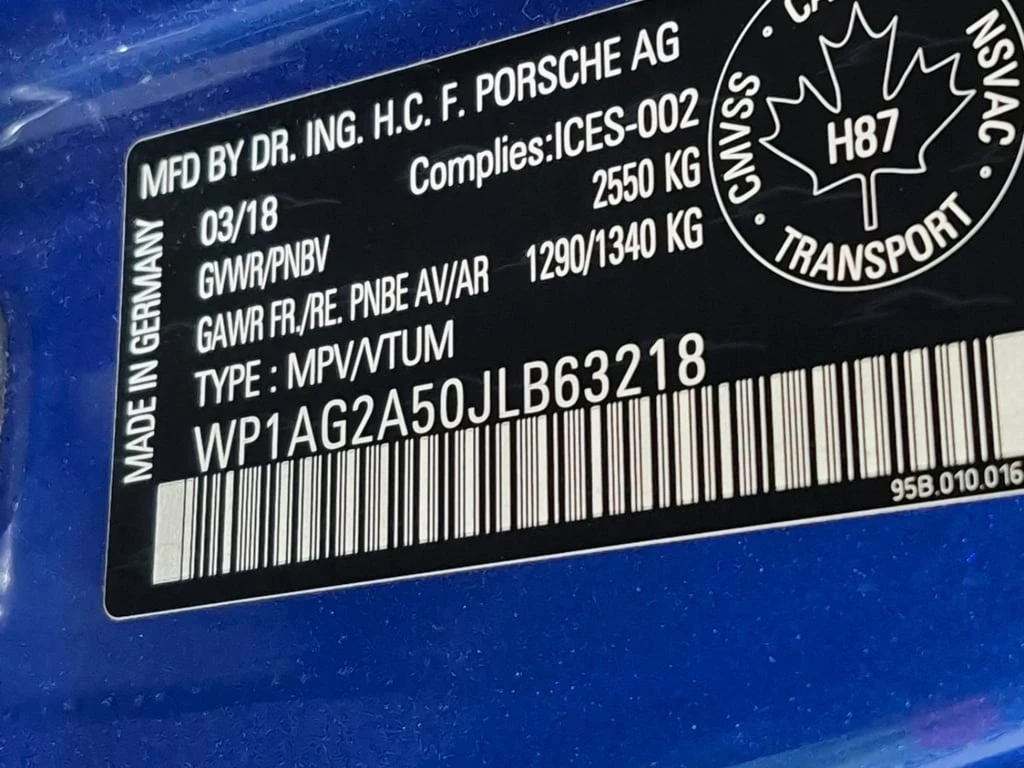 MFD BY DR. ING. H.C. F. PORSCHE AG
03/18 Complies:ICES-002
GVWR/PNBV 2550 KG
GAWR FR./RE. PNBE AV/AR 1290/1340 KG
TYPE : MPV/VTUM
WP1AG2A50JLB63218
MADE IN GERMANY
95B.010.016
CMVSS
NSVAC
H87
TRANSPORT